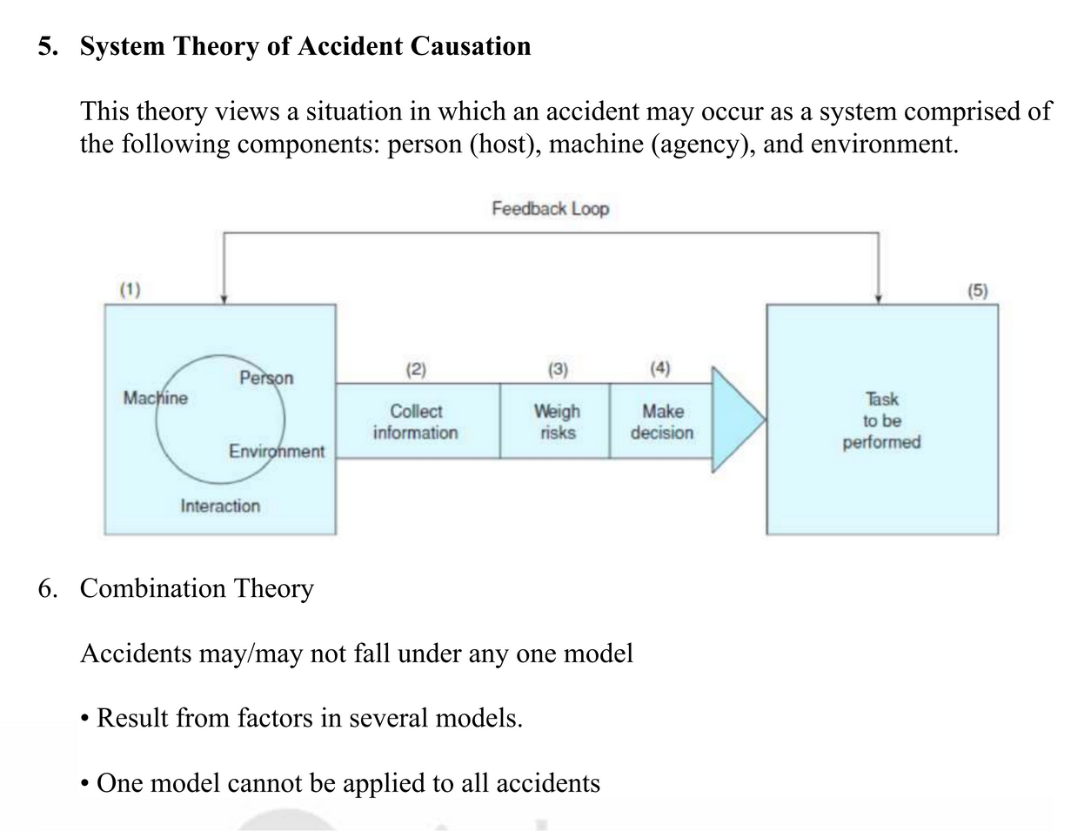 5. System Theory of Accident Causation
This theory views a situation in which an accident may occur as a system comprised of
the following components: person (host), machine (agency), and environment.
Feedback Loop
(1)
(5)
(2)
(3)
(4)
Person
Machine
Environment
Interaction
Collect
information
Weigh
risks
Make
decision
Task
to be
performed
6. Combination Theory
Accidents may/may not fall under any one model
• Result from factors in several models.
• One model cannot be applied to all accidents